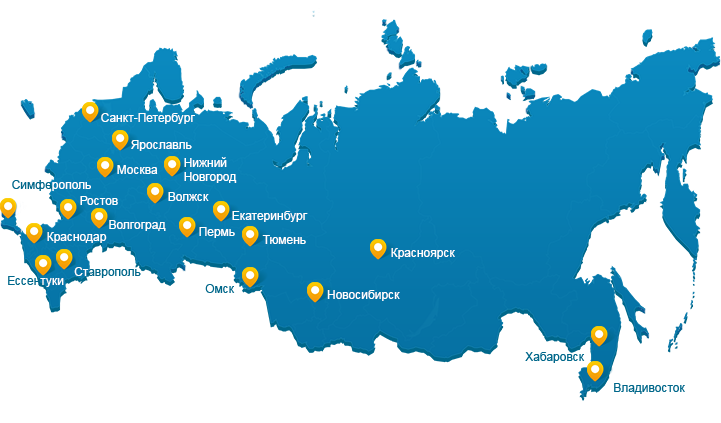 Санкт-Петербург
Ярославль
Москва
Нижний
Новгород
Симферополь
Волжск
Ростов
Екатеринбург
Волгоград
Пермь
Краснодар
Тюмень
Красноярск
Ставрополь
Ессентуки
Омск
Новосибирск
Хабаровск
Владивосток